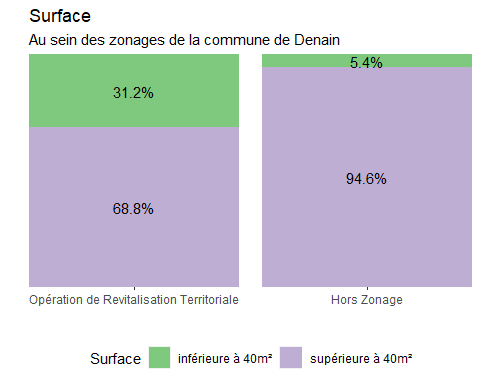 Surface
Au sein des zonages de la commune de Denain
31.2%
5.4%
68.8%
94.6%
Opération de Revitalisation Territoriale
Hors Zonage
Surface
inférieure à 40m²
supérieure à 40m²